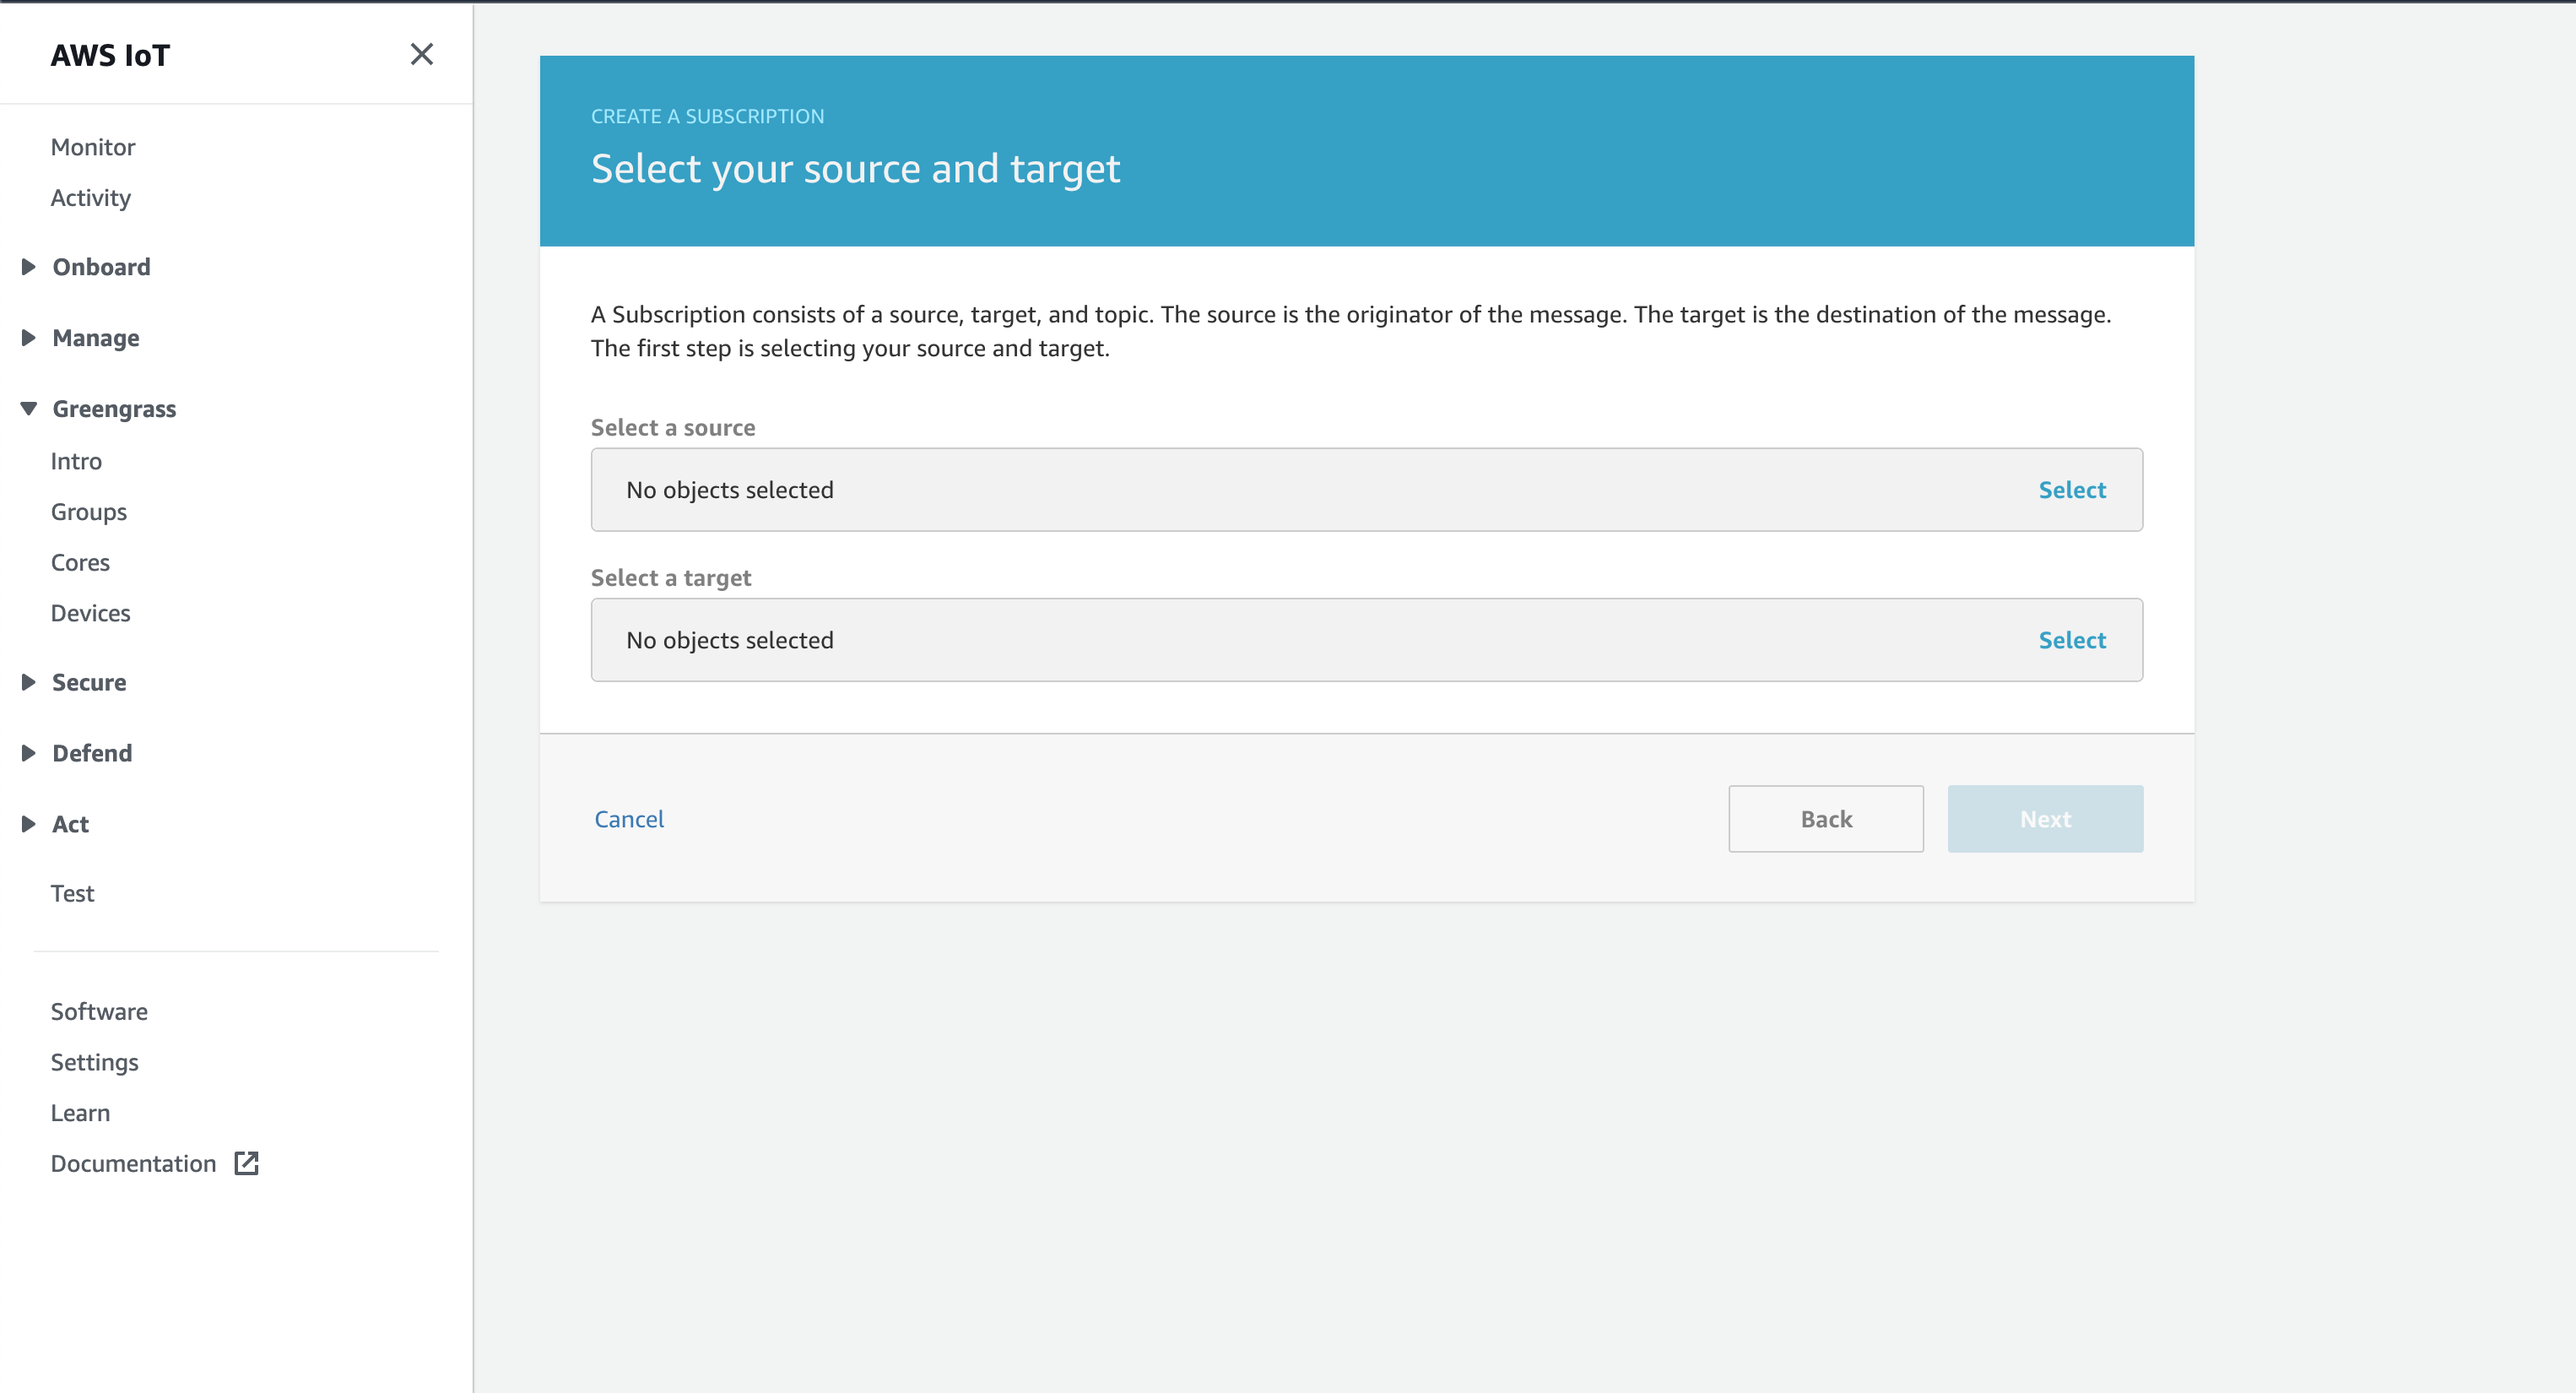 AWS IoT
Monitor
Activity
Onboard
Manage
Greengrass
Intro
Groups
Cores
Devices
Secure
Defend
Act
Test
Software
Settings
Learn
Documentation
CREATE A SUBSCRIPTION
Select your source and target
A Subscription consists of a source, target, and topic. The source is the originator of the message. The target is the destination of the message.
The first step is selecting your source and target.
Select a source
No objects selected
Select
Select a target
No objects selected
Select
Cancel
Back
Next